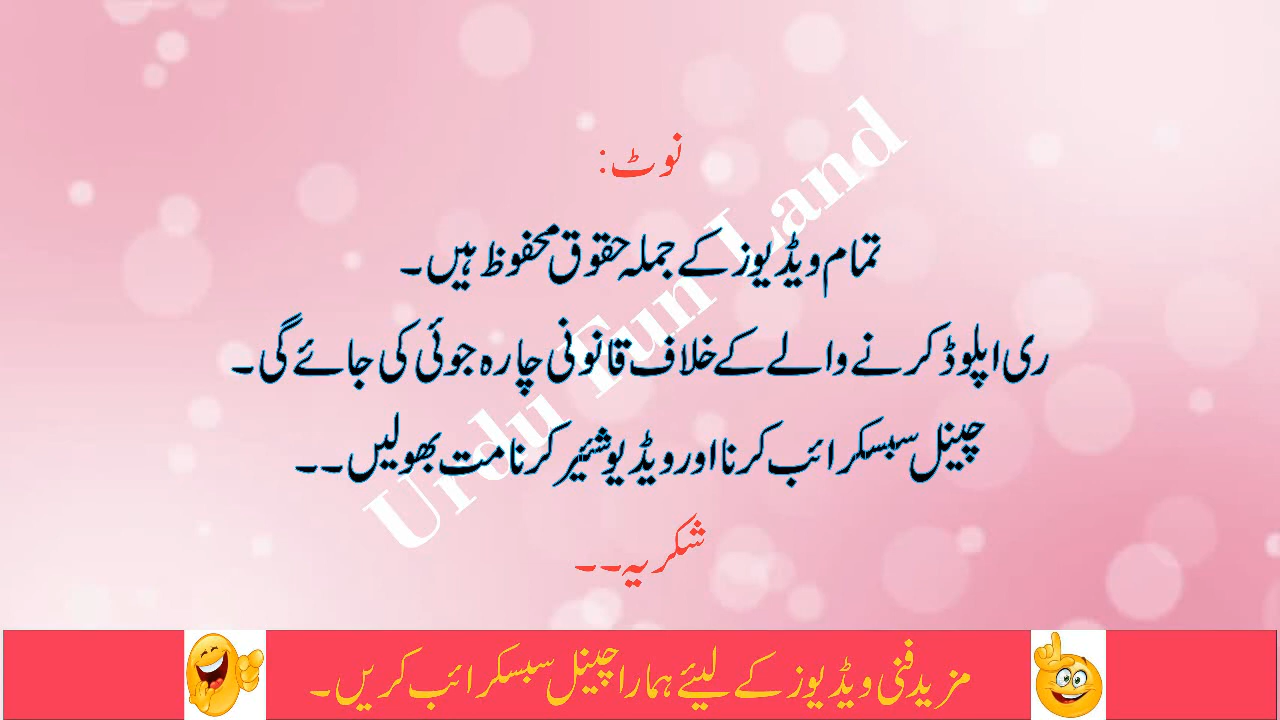 نوٹ:
تمام ویڈیوز کے جملہ حقوق محفوظ ہیں۔
ری اپلوڈ کرنے والے کے خلاف قانونی چارہ جوئی کی جائے گی۔
چینل سبسکرائب کرنا اور ویڈیو شئیر کرنا مت بھولیں۔۔
شکریہ۔۔
Urdu Fun Land
مزید فنی ویڈیوز کے لیئے ہمارا چینل سبسکرائب کریں۔